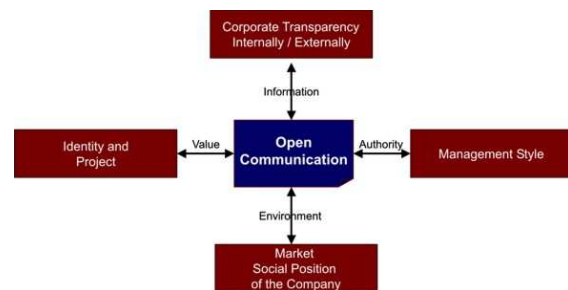 Corporate Transparency
Internally / Externally
Information
Identity and
Project
Value
Open
Communication
Authority
Management Style
Environment
Market
Social Position
of the Company